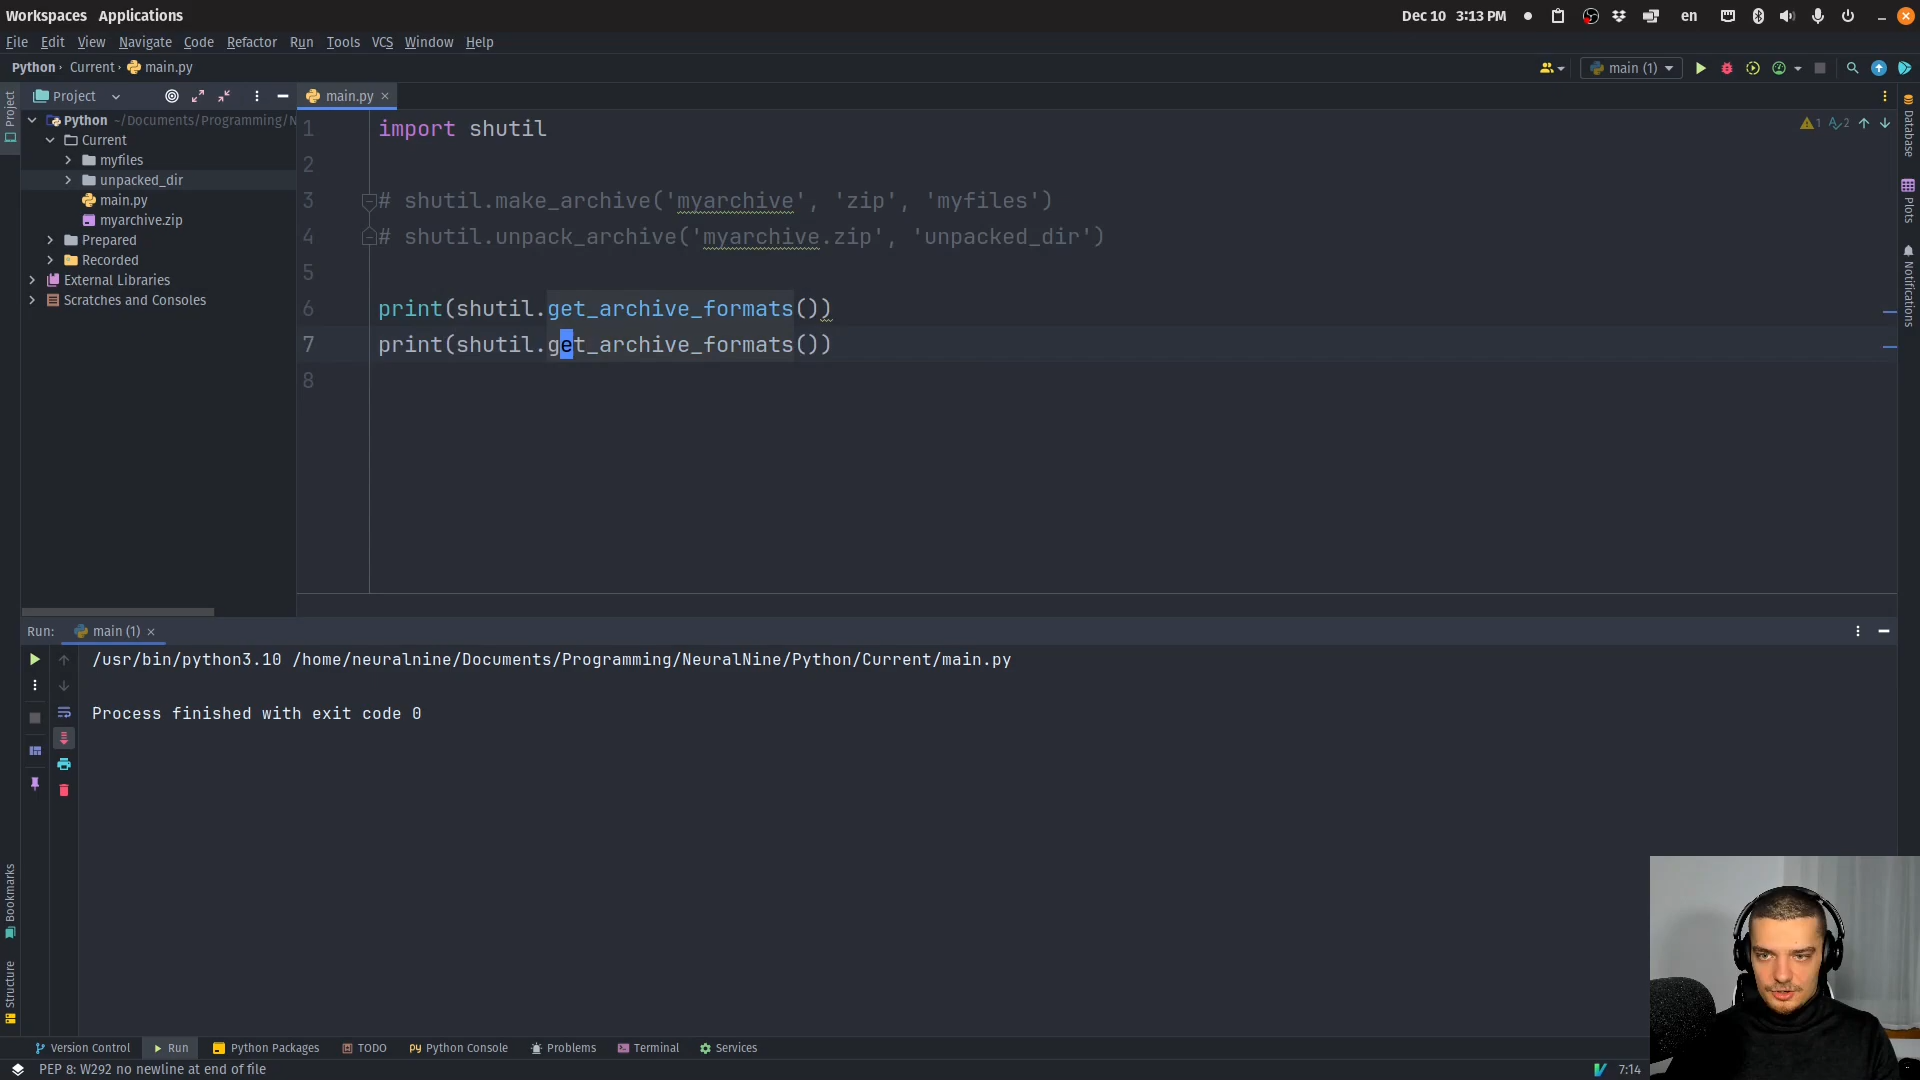 Workspaces Applications
Dec 10 3:13 PM
en
File Edit View Navigate Code Refactor Run Tools VCS Window Help
Python › Current › main.py
main (1)
Project
main.py
Python ~/Documents/Programming/N
Current
myfiles
unpacked_dir
main.py
myarchive.zip
Prepared
Recorded
External Libraries
Scratches and Consoles
1 import shutil
2
3 # shutil.make_archive('myarchive', 'zip', 'myfiles')
4 # shutil.unpack_archive('myarchive.zip', 'unpacked_dir')
5
6 print(shutil.get_archive_formats())
7 print(shutil.get_archive_formats())
8
1 2
Project
Bookmarks
Structure
Database
Plots
Notifications
Run: main (1)
/usr/bin/python3.10 /home/neuralnine/Documents/Programming/NeuralNine/Python/Current/main.py
Process finished with exit code 0
Version Control Run Python Packages TODO Python Console Problems Terminal Services
PEP 8: W292 no newline at end of file
7:14